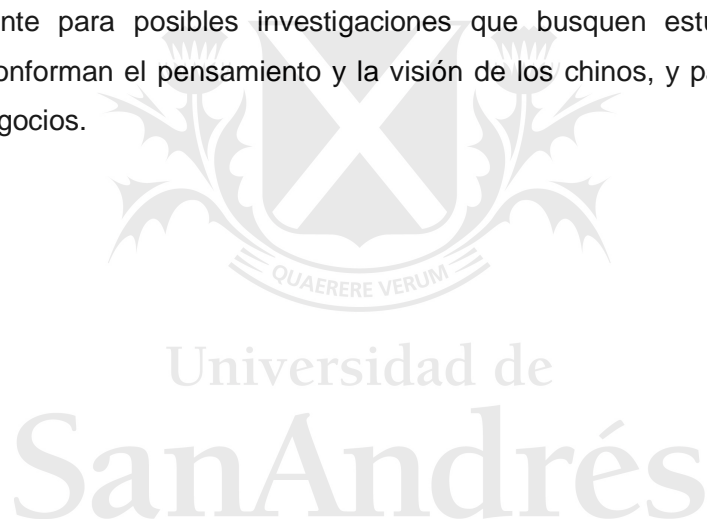 ente para posibles investigaciones que busquen estu
onforman el pensamiento y la visión de los chinos, y pa
gocios.
QUAERERE VERUM
Universidad de
SanAndrés